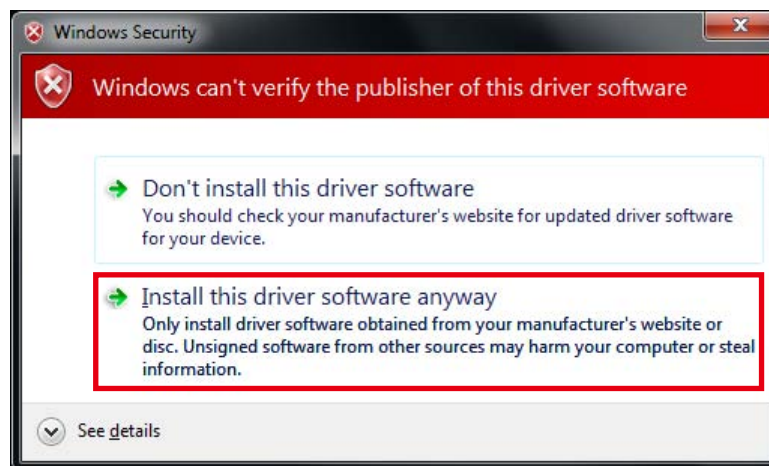 Windows Security
Windows can't verify the publisher of this driver software
Don't install this driver software
You should check your manufacturer's website for updated driver software
for your device.
Install this driver software anyway
Only install driver software obtained from your manufacturer's website or
disc. Unsigned software from other sources may harm your computer or steal
information.
See details